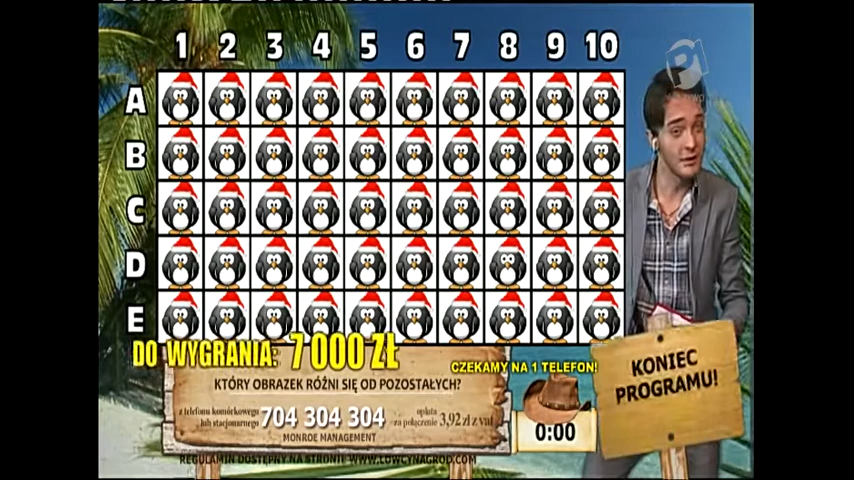 1 2 3 4 5 6 7 8 9 10
A
B
C
D
E
DO WYGRANIA: 7 000 ZŁ
CZEKAMY NA 1 TELEFON!
KTÓRY OBRAZEK RÓŻNI SIĘ OD POZOSTAŁYCH?
z telefonu komórkowego
lub stacjonarnego
704 304 304
opłata
za połączenie
3,92 zł z vat
MONROE MANAGEMENT
0:00
KONIEC
PROGRAMU!
REGULAMIN DOSTĘPNY NA STRONIE WWW.LOWCYNAGROD.COM